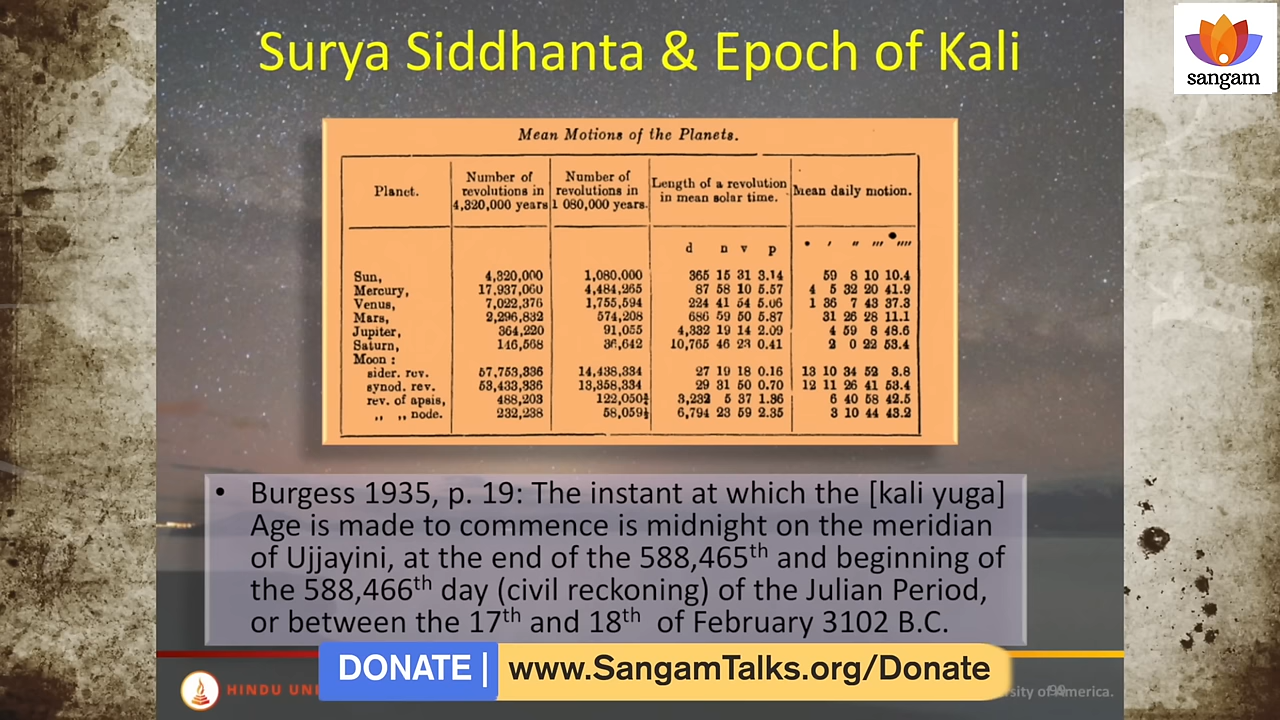 Surya Siddhanta & Epoch of Kali
sangam
Mean Motions of the Planets.
Planet.
Number of revolutions in 4,320,000 years
Number of revolutions in 1 080,000 years.
Length of a revolution in mean solar time.
Mean daily motion.
d n v p ° ′ ″ ‴ ⁗
Sun, 4,320,000 1,080,000 365 15 31 3.14 59 8 10 10.4
Mercury, 17,937,060 4,484,265 87 58 10 5.57 4 5 32 20 41.9
Venus, 7,022,376 1,755,594 224 41 54 5.06 1 36 7 43 37.3
Mars, 2,296,832 574,208 686 59 50 5.87 31 26 28 11.1
Jupiter, 364,220 91,055 4,332 19 14 2.09 4 59 8 48.6
Saturn, 146,568 36,642 10,765 46 23 0.41 2 0 22 53.4
Moon :
sider. rev. 57,753,336 14,438,334 27 19 18 0.16 13 10 34 52 3.8
synod. rev. 53,433,336 13,358,334 29 31 50 0.70 12 11 26 41 53.4
rev. of apsis, 488,203 122,050¾ 3,232 5 37 1.36 6 40 58 42.5
„ „ node. 232,238 58,059½ 6,794 23 59 2.35 3 10 44 43.2
• Burgess 1935, p. 19: The instant at which the [kali yuga]
Age is made to commence is midnight on the meridian
of Ujjayini, at the end of the 588,465th and beginning of
the 588,466th day (civil reckoning) of the Julian Period,
or between the 17th and 18th of February 3102 B.C.
DONATE | www.SangamTalks.org/Donate
HINDU UNI
sity of America.